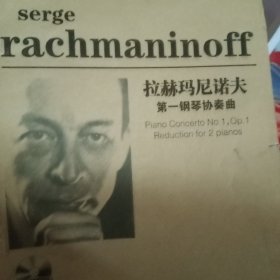 serge
rachmaninoff
拉赫玛尼诺夫
第一钢琴协奏曲
Piano Concerto No 1, Op.1
Reduction for 2 pianos